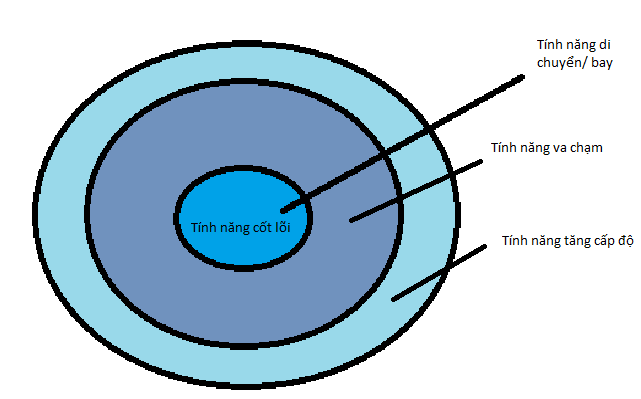 Tính năng di
chuyển/ bay
Tính năng va chạm
Tính năng cốt lõi
Tính năng tăng cấp độ